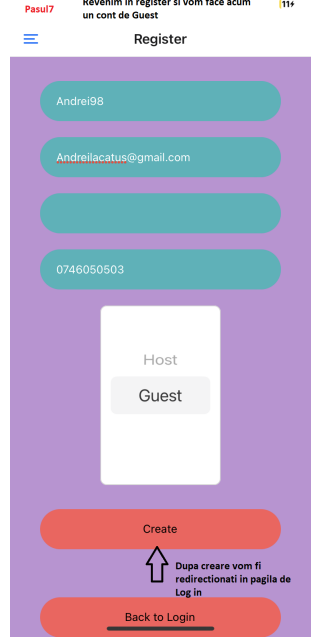 Pasul7
Revenim in register si vom face acum
un cont de Guest
11
Register
Andrei98
Andreilacatus@gmail.com
0746050503
Host
Guest
Create
Dupa creare vom fi
redirectionati in pagila de
Log in
Back to Login